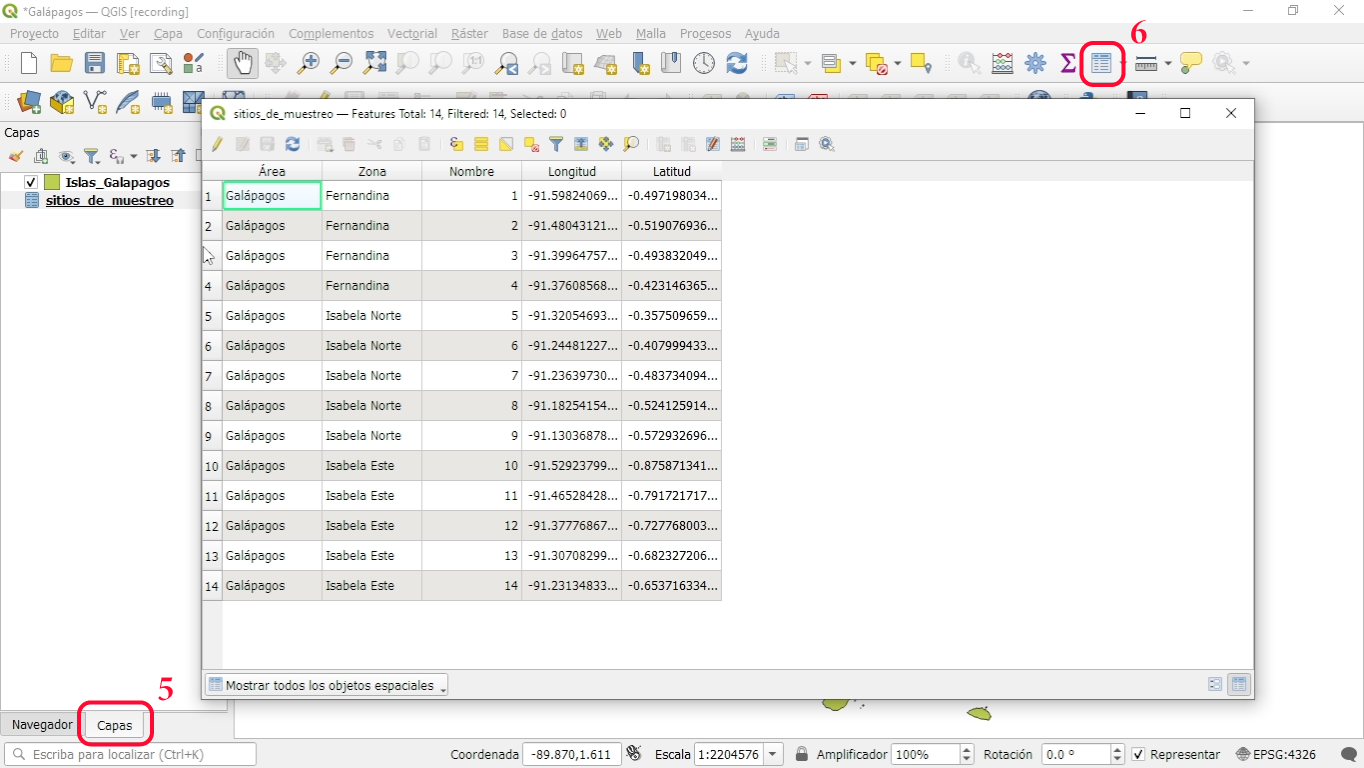 *Galápagos — QGIS [recording]
Proyecto Editar Ver Capa Configuración Complementos Vectorial Ráster Base de datos Web Malla Procesos Ayuda
6
sitios_de_muestreo — Features Total: 14, Filtered: 14, Selected: 0
Capas
Islas_Galapagos
sitios_de_muestreo
Área Zona Nombre Longitud Latitud
1 Galápagos Fernandina 1 -91.59824069... -0.497198034...
2 Galápagos Fernandina 2 -91.48043121... -0.519076936...
Galápagos Fernandina 3 -91.39964757... -0.493832049...
4 Galápagos Fernandina 4 -91.37608568... -0.423146365...
5 Galápagos Isabela Norte 5 -91.32054693... -0.357509659...
6 Galápagos Isabela Norte 6 -91.24481227... -0.407999433...
7 Galápagos Isabela Norte 7 -91.23639730... -0.483734094...
8 Galápagos Isabela Norte 8 -91.18254154... -0.524125914...
9 Galápagos Isabela Norte 9 -91.13036878... -0.572932696...
10 Galápagos Isabela Este 10 -91.52923799... -0.875871341...
11 Galápagos Isabela Este 11 -91.46528428... -0.791721717...
12 Galápagos Isabela Este 12 -91.37776867... -0.727768003...
13 Galápagos Isabela Este 13 -91.30708299... -0.682327206...
14 Galápagos Isabela Este 14 -91.23134833... -0.653716334...
Mostrar todos los objetos espaciales
5
Navegador Capas
Escriba para localizar (Ctrl+K) Coordenada -89.870,1.611 Escala 1:2204576 Amplificador 100% Rotación 0.0 ° Representar EPSG:4326